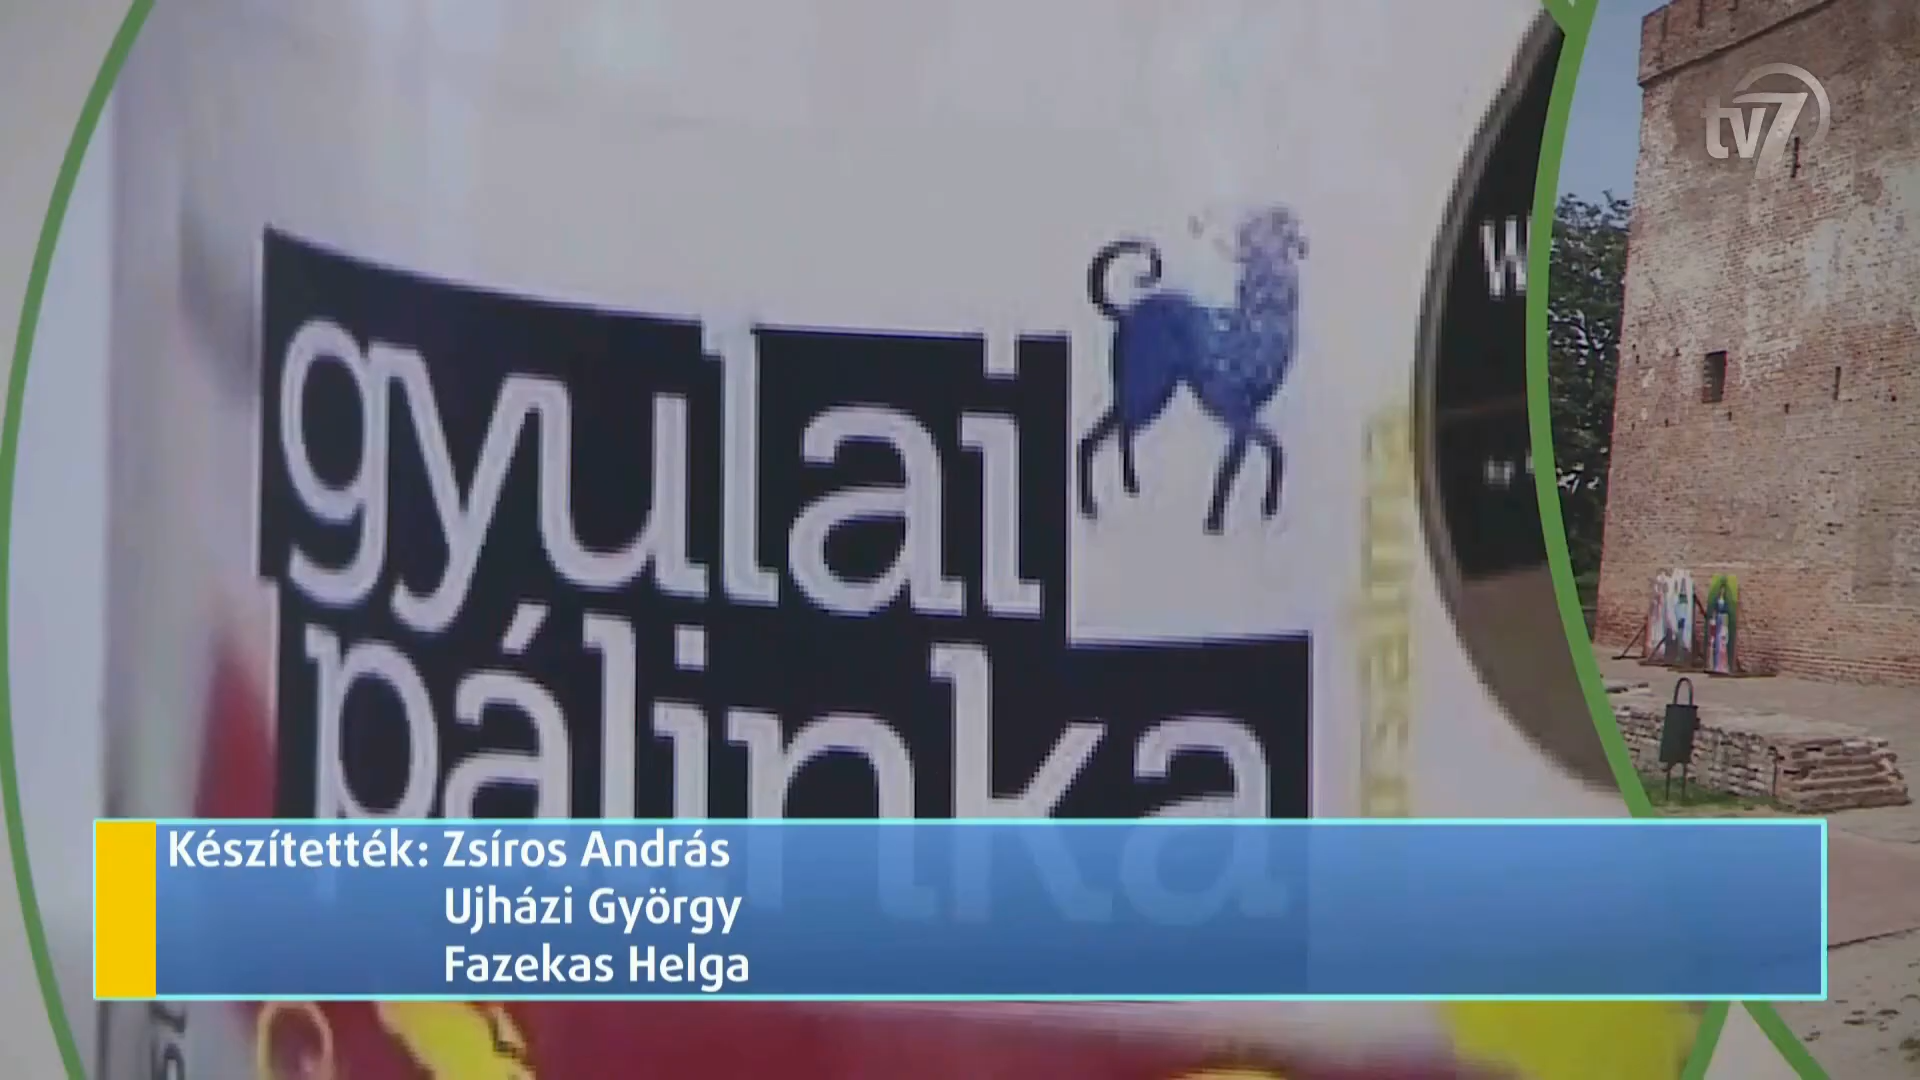 tv7
gyulai
pálinka
Készítették: Zsíros András
Ujházi György
Fazekas Helga